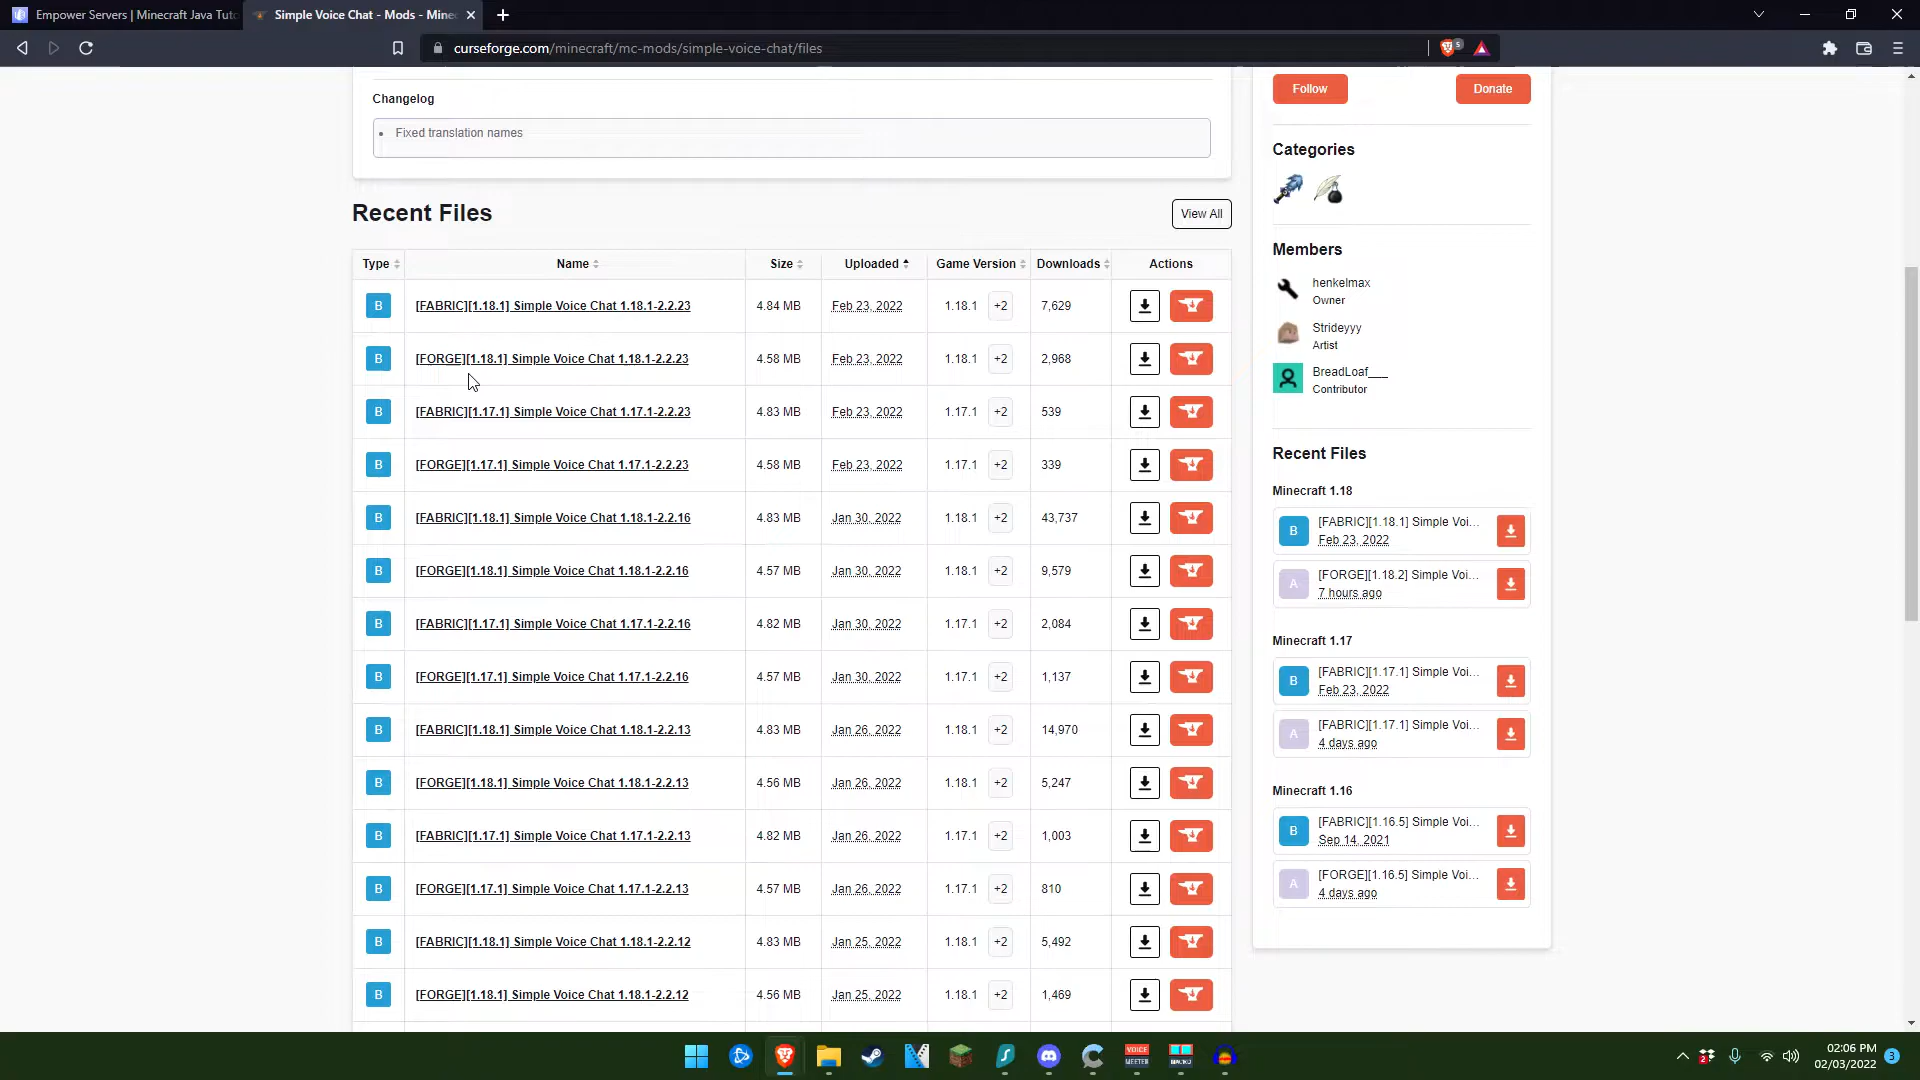 Empower Servers | Minecraft Java Tuto
Simple Voice Chat - Mods - Mine
curseforge.com/minecraft/mc-mods/simple-voice-chat/files
5
Changelog
Fixed translation names
Recent Files
View All
Type Name Size Uploaded Game Version Downloads Actions
B [FABRIC][1.18.1] Simple Voice Chat 1.18.1-2.2.23 4.84 MB Feb 23, 2022 1.18.1 +2 7,629
B [FORGE][1.18.1] Simple Voice Chat 1.18.1-2.2.23 4.58 MB Feb 23, 2022 1.18.1 +2 2,968
B [FABRIC][1.17.1] Simple Voice Chat 1.17.1-2.2.23 4.83 MB Feb 23, 2022 1.17.1 +2 539
B [FORGE][1.17.1] Simple Voice Chat 1.17.1-2.2.23 4.58 MB Feb 23, 2022 1.17.1 +2 339
B [FABRIC][1.18.1] Simple Voice Chat 1.18.1-2.2.16 4.83 MB Jan 30, 2022 1.18.1 +2 43,737
B [FORGE][1.18.1] Simple Voice Chat 1.18.1-2.2.16 4.57 MB Jan 30, 2022 1.18.1 +2 9,579
B [FABRIC][1.17.1] Simple Voice Chat 1.17.1-2.2.16 4.82 MB Jan 30, 2022 1.17.1 +2 2,084
B [FORGE][1.17.1] Simple Voice Chat 1.17.1-2.2.16 4.57 MB Jan 30, 2022 1.17.1 +2 1,137
B [FABRIC][1.18.1] Simple Voice Chat 1.18.1-2.2.13 4.83 MB Jan 26, 2022 1.18.1 +2 14,970
B [FORGE][1.18.1] Simple Voice Chat 1.18.1-2.2.13 4.56 MB Jan 26, 2022 1.18.1 +2 5,247
B [FABRIC][1.17.1] Simple Voice Chat 1.17.1-2.2.13 4.82 MB Jan 26, 2022 1.17.1 +2 1,003
B [FORGE][1.17.1] Simple Voice Chat 1.17.1-2.2.13 4.57 MB Jan 26, 2022 1.17.1 +2 810
B [FABRIC][1.18.1] Simple Voice Chat 1.18.1-2.2.12 4.83 MB Jan 25, 2022 1.18.1 +2 5,492
B [FORGE][1.18.1] Simple Voice Chat 1.18.1-2.2.12 4.56 MB Jan 25, 2022 1.18.1 +2 1,469
Follow
Donate
Categories
Members
henkelmax
Owner
Strideyyy
Artist
BreadLoaf___
Contributor
Recent Files
Minecraft 1.18
B [FABRIC][1.18.1] Simple Voi...
Feb 23, 2022
A [FORGE][1.18.2] Simple Voi...
7 hours ago
Minecraft 1.17
B [FABRIC][1.17.1] Simple Voi...
Feb 23, 2022
A [FABRIC][1.17.1] Simple Voi...
4 days ago
Minecraft 1.16
B [FABRIC][1.16.5] Simple Voi...
Sep 14, 2021
A [FORGE][1.16.5] Simple Voi...
4 days ago
VOICE
MEETER
02:06 PM
02/03/2022
3